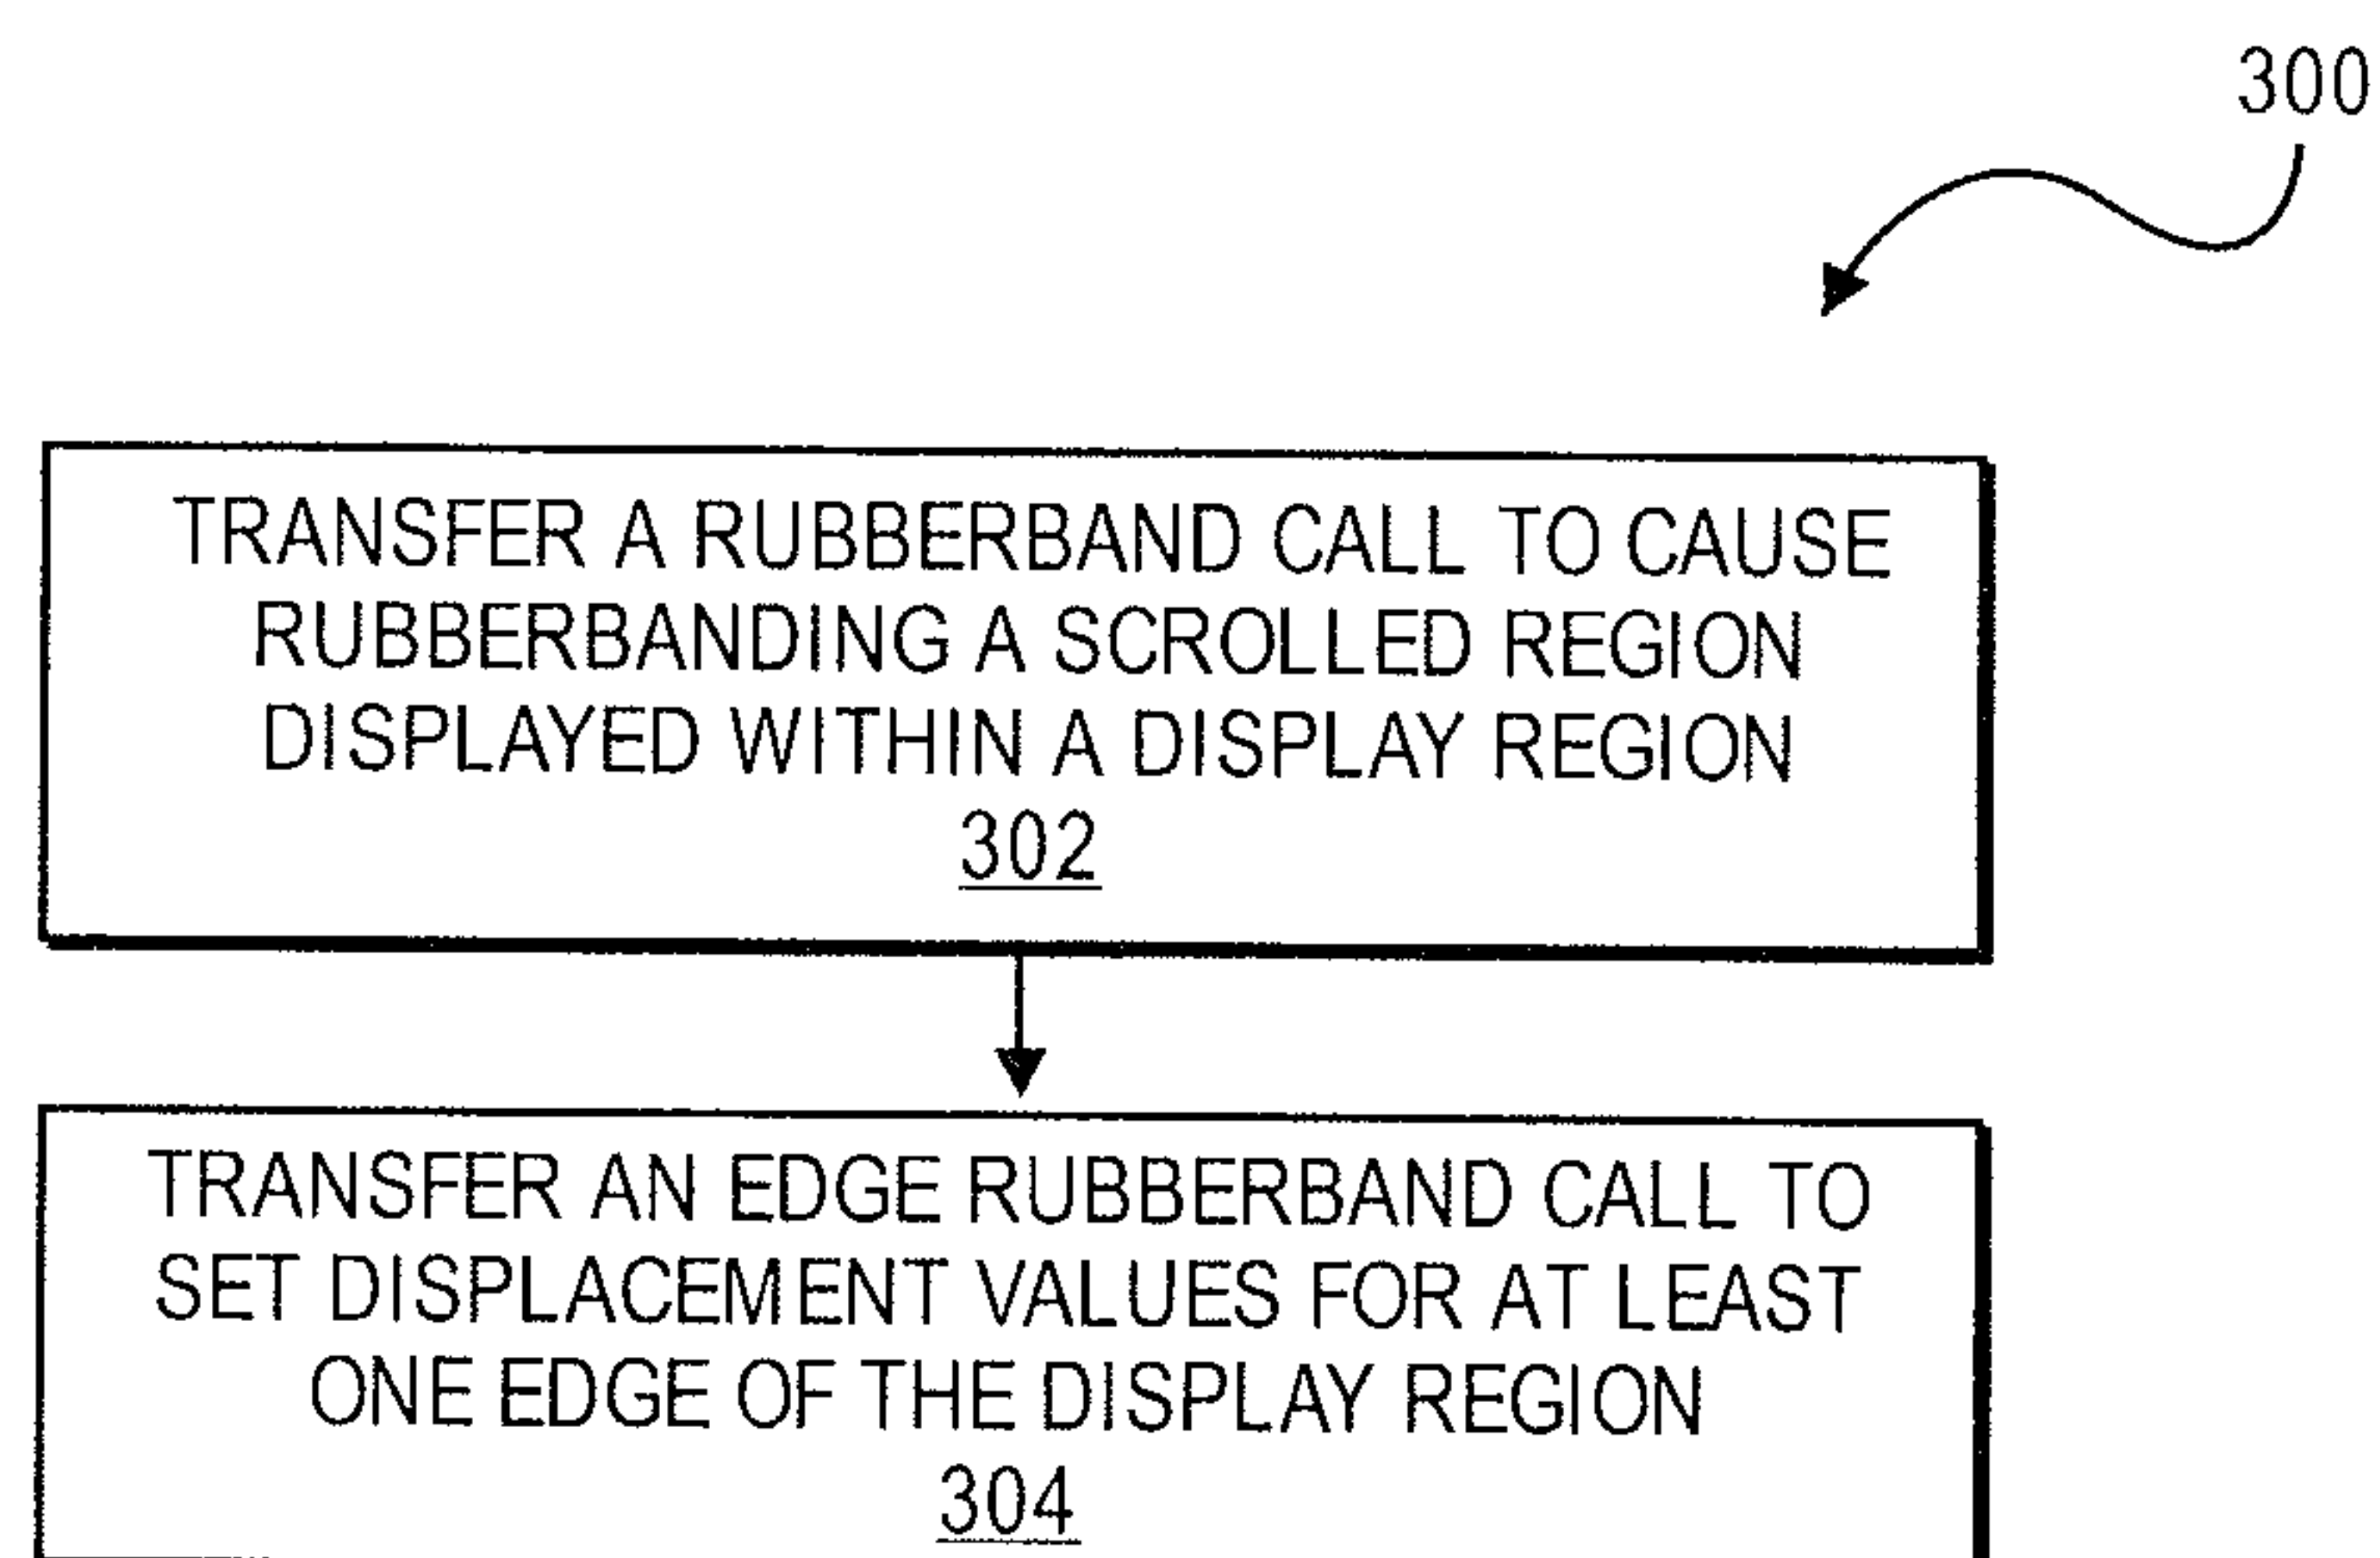 300
TRANSFER A RUBBERBAND CALL TO CAUSE
RUBBERBANDING A SCROLLED REGION
DISPLAYED WITHIN A DISPLAY REGION
302
TRANSFER AN EDGE RUBBERBAND CALL TO
SET DISPLACEMENT VALUES FOR AT LEAST
ONE EDGE OF THE DISPLAY REGION
304